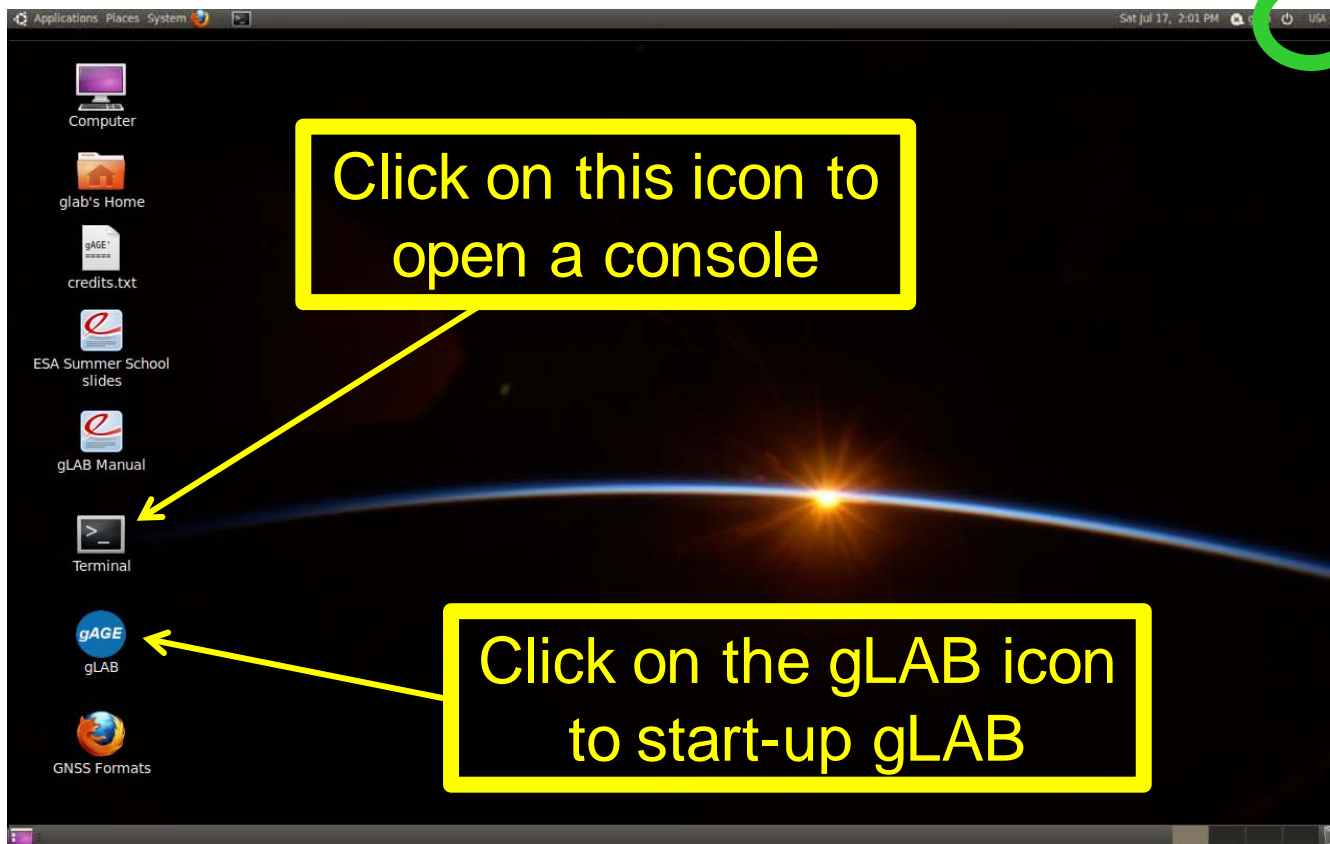 Applications Places System
Sat Jul 17, 2:01 PM
USA
Computer
glab's Home
gAGE'
=====
credits.txt
ESA Summer School
slides
gLAB Manual
>_
Terminal
gAGE
gLAB
GNSS Formats
Click on this icon to
open a console
Click on the gLAB icon
to start-up gLAB